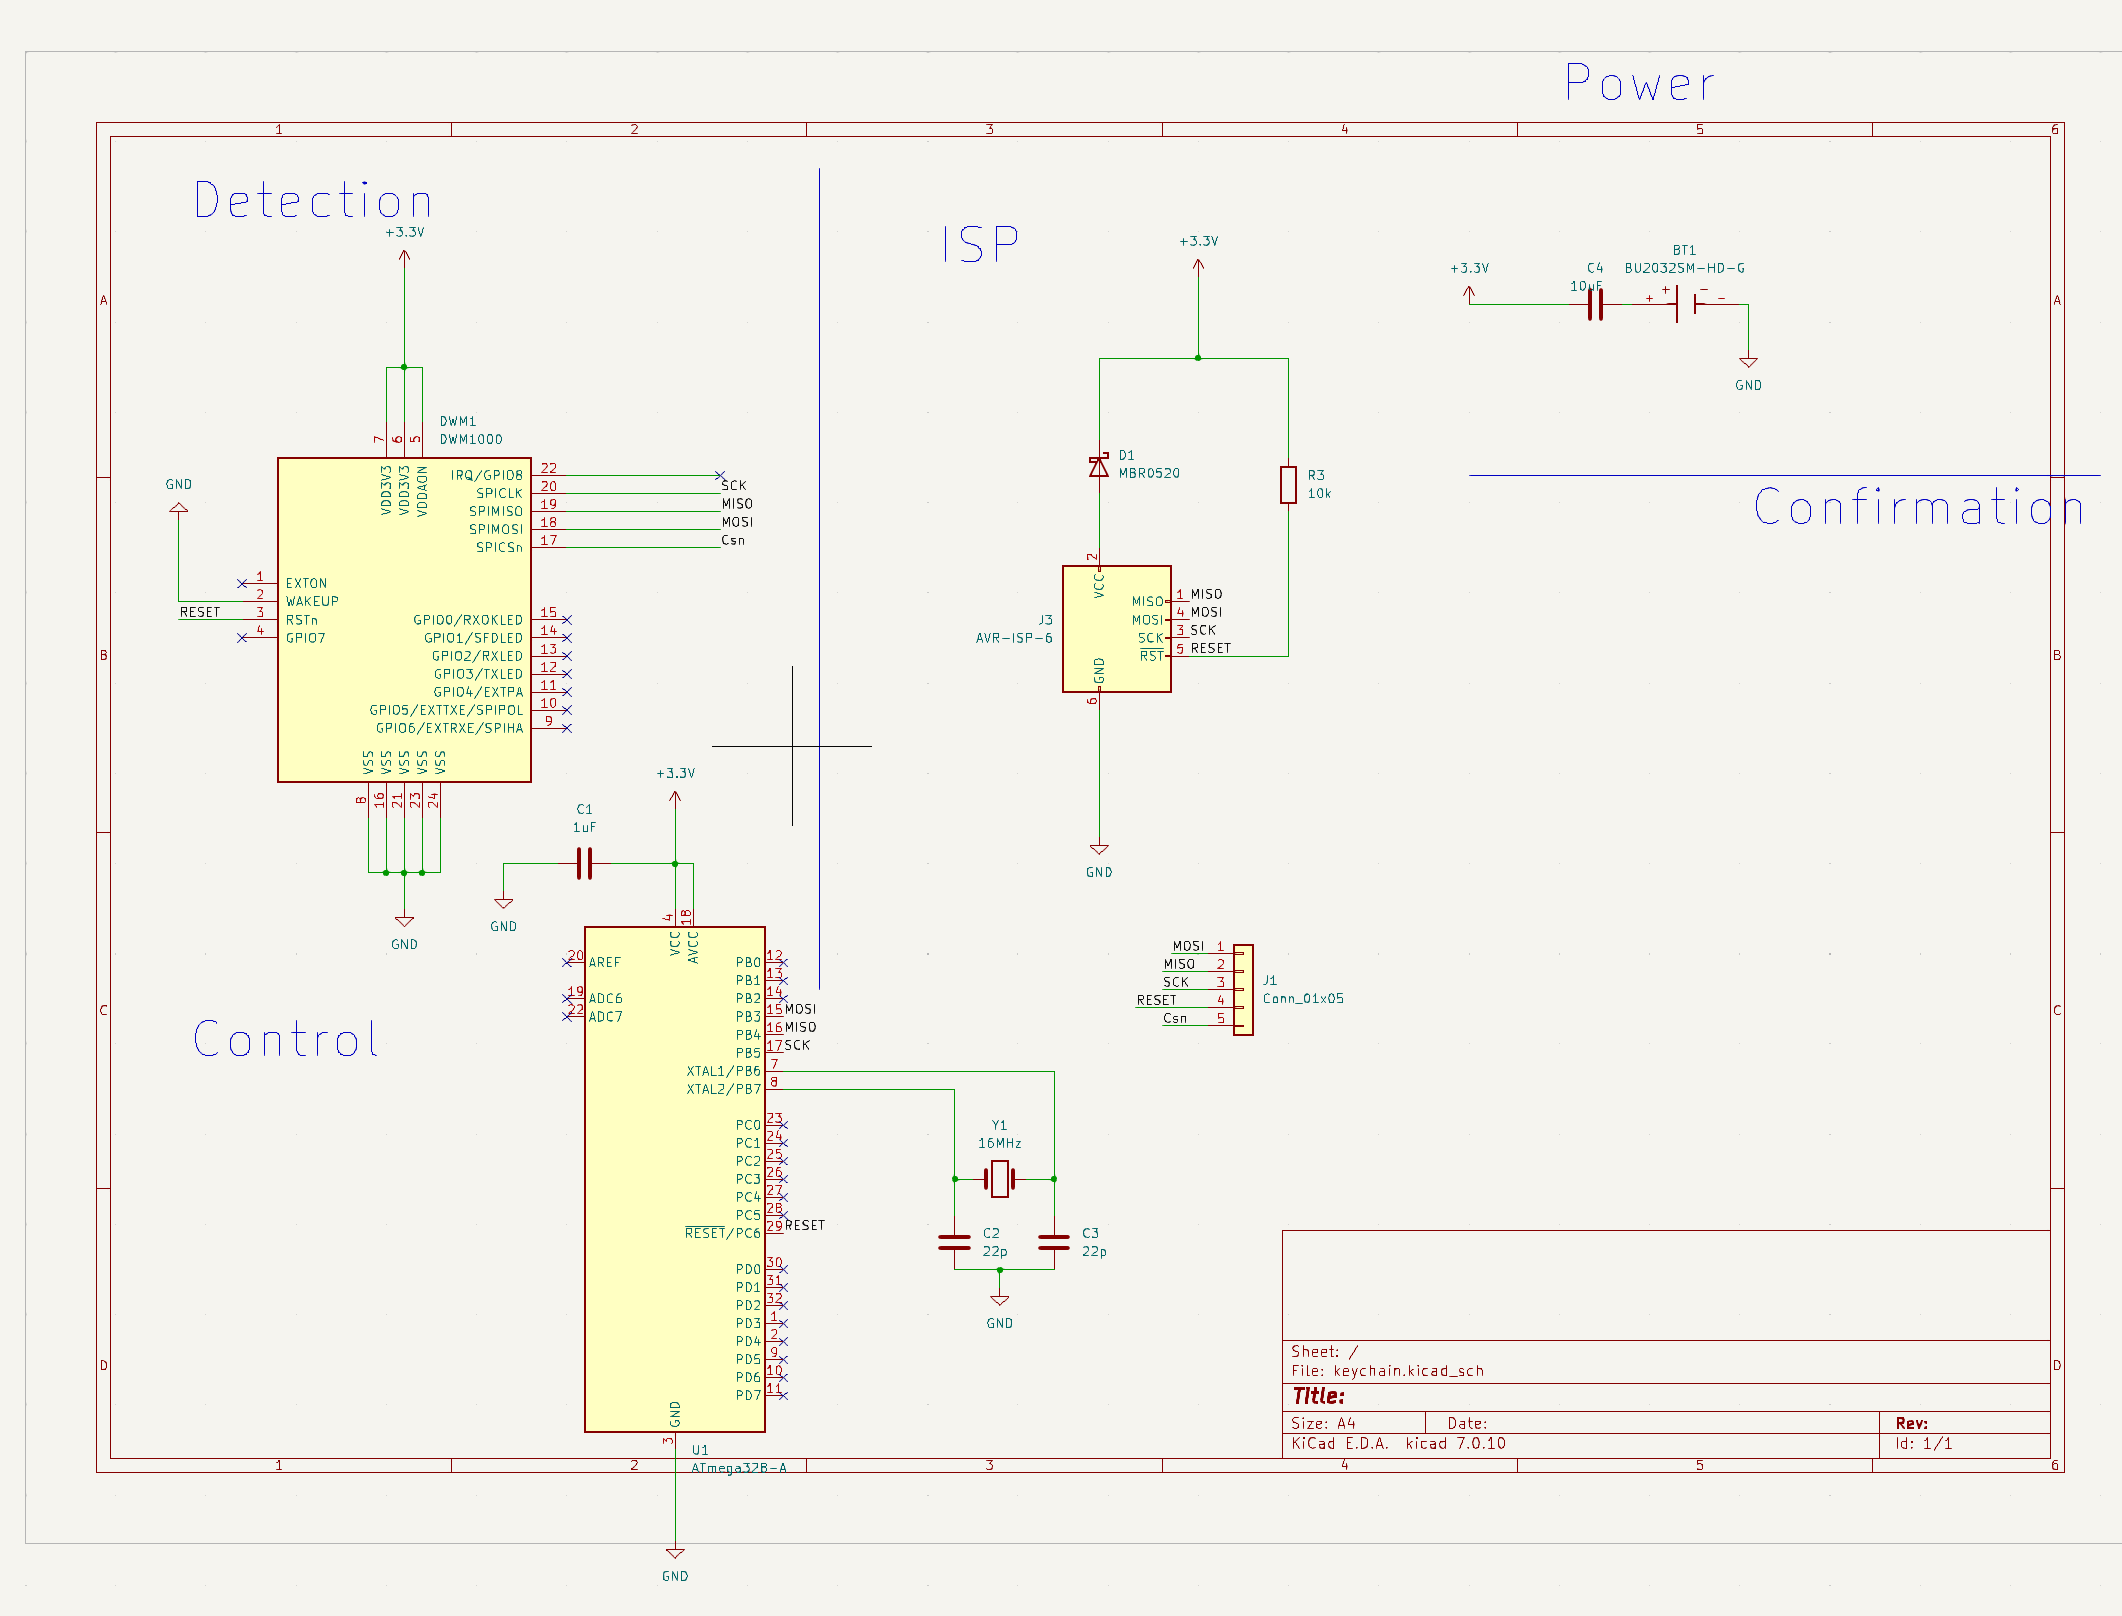 Power
1 2 3 4 5 6
Detection
+3.3V
ISP
+3.3V
BT1
+3.3V
C4
BU2032SM-HD-G
10uF
+ + − −
A
A
GND
DWM1
DWM1000
7 6 5
VDD3V3
VDD3V3
VDDAON
IRQ/GPIO8 22
SPICLK 20 SCK
SPIMISO 19 MISO
SPIMOSI 18 MOSI
SPICSn 17 Csn
GND
1 EXTON
2 WAKEUP
RESET 3 RSTn
4 GPIO7
GPIO0/RXOKLED 15
GPIO1/SFDLED 14
GPIO2/RXLED 13
GPIO3/TXLED 12
GPIO4/EXTPA 11
GPIO5/EXTTXE/SPIPOL 10
GPIO6/EXTRXE/SPIHA 9
VSS VSS VSS VSS VSS
8 16 21 23 24
GND
D1
MBR0520
R3
10k
Confirmation
2
VCC
J3
AVR-ISP-6
MISO 1 MISO
MOSI 4 MOSI
SCK 3 SCK
RST 5 RESET
GND
6
GND
B
B
+3.3V
C1
1uF
GND
4 18
VCC
AVCC
20 AREF
19 ADC6
22 ADC7
PB0 12
PB1 13
PB2 14
PB3 15 MOSI
PB4 16 MISO
PB5 17 SCK
XTAL1/PB6 7
XTAL2/PB7 8
PC0 23
PC1 24
PC2 25
PC3 26
PC4 27
PC5 28
RESET/PC6 29 RESET
PD0 30
PD1 31
PD2 32
PD3 1
PD4 2
PD5 9
PD6 10
PD7 11
GND
3
U1
ATmega328-A
GND
Control
MOSI 1
MISO 2
SCK 3
RESET 4
Csn 5
J1
Conn_01x05
C
C
Y1
16MHz
C2
22p
C3
22p
GND
D
D
Sheet: /
File: keychain.kicad_sch
Title:
Size: A4 Date: Rev:
KiCad E.D.A. kicad 7.0.10 Id: 1/1
1 2 3 4 5 6